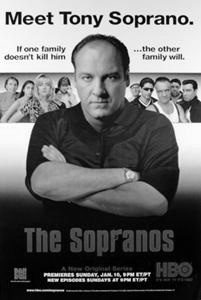 Meet Tony Soprano.
If one family
doesn't kill him
...the other
family will.
The Sopranos
A New Original Series
PREMIERES SUNDAY, JAN. 10, 9PM ET/PT
NEW EPISODES SUNDAYS AT 9PM ET/PT
HBO